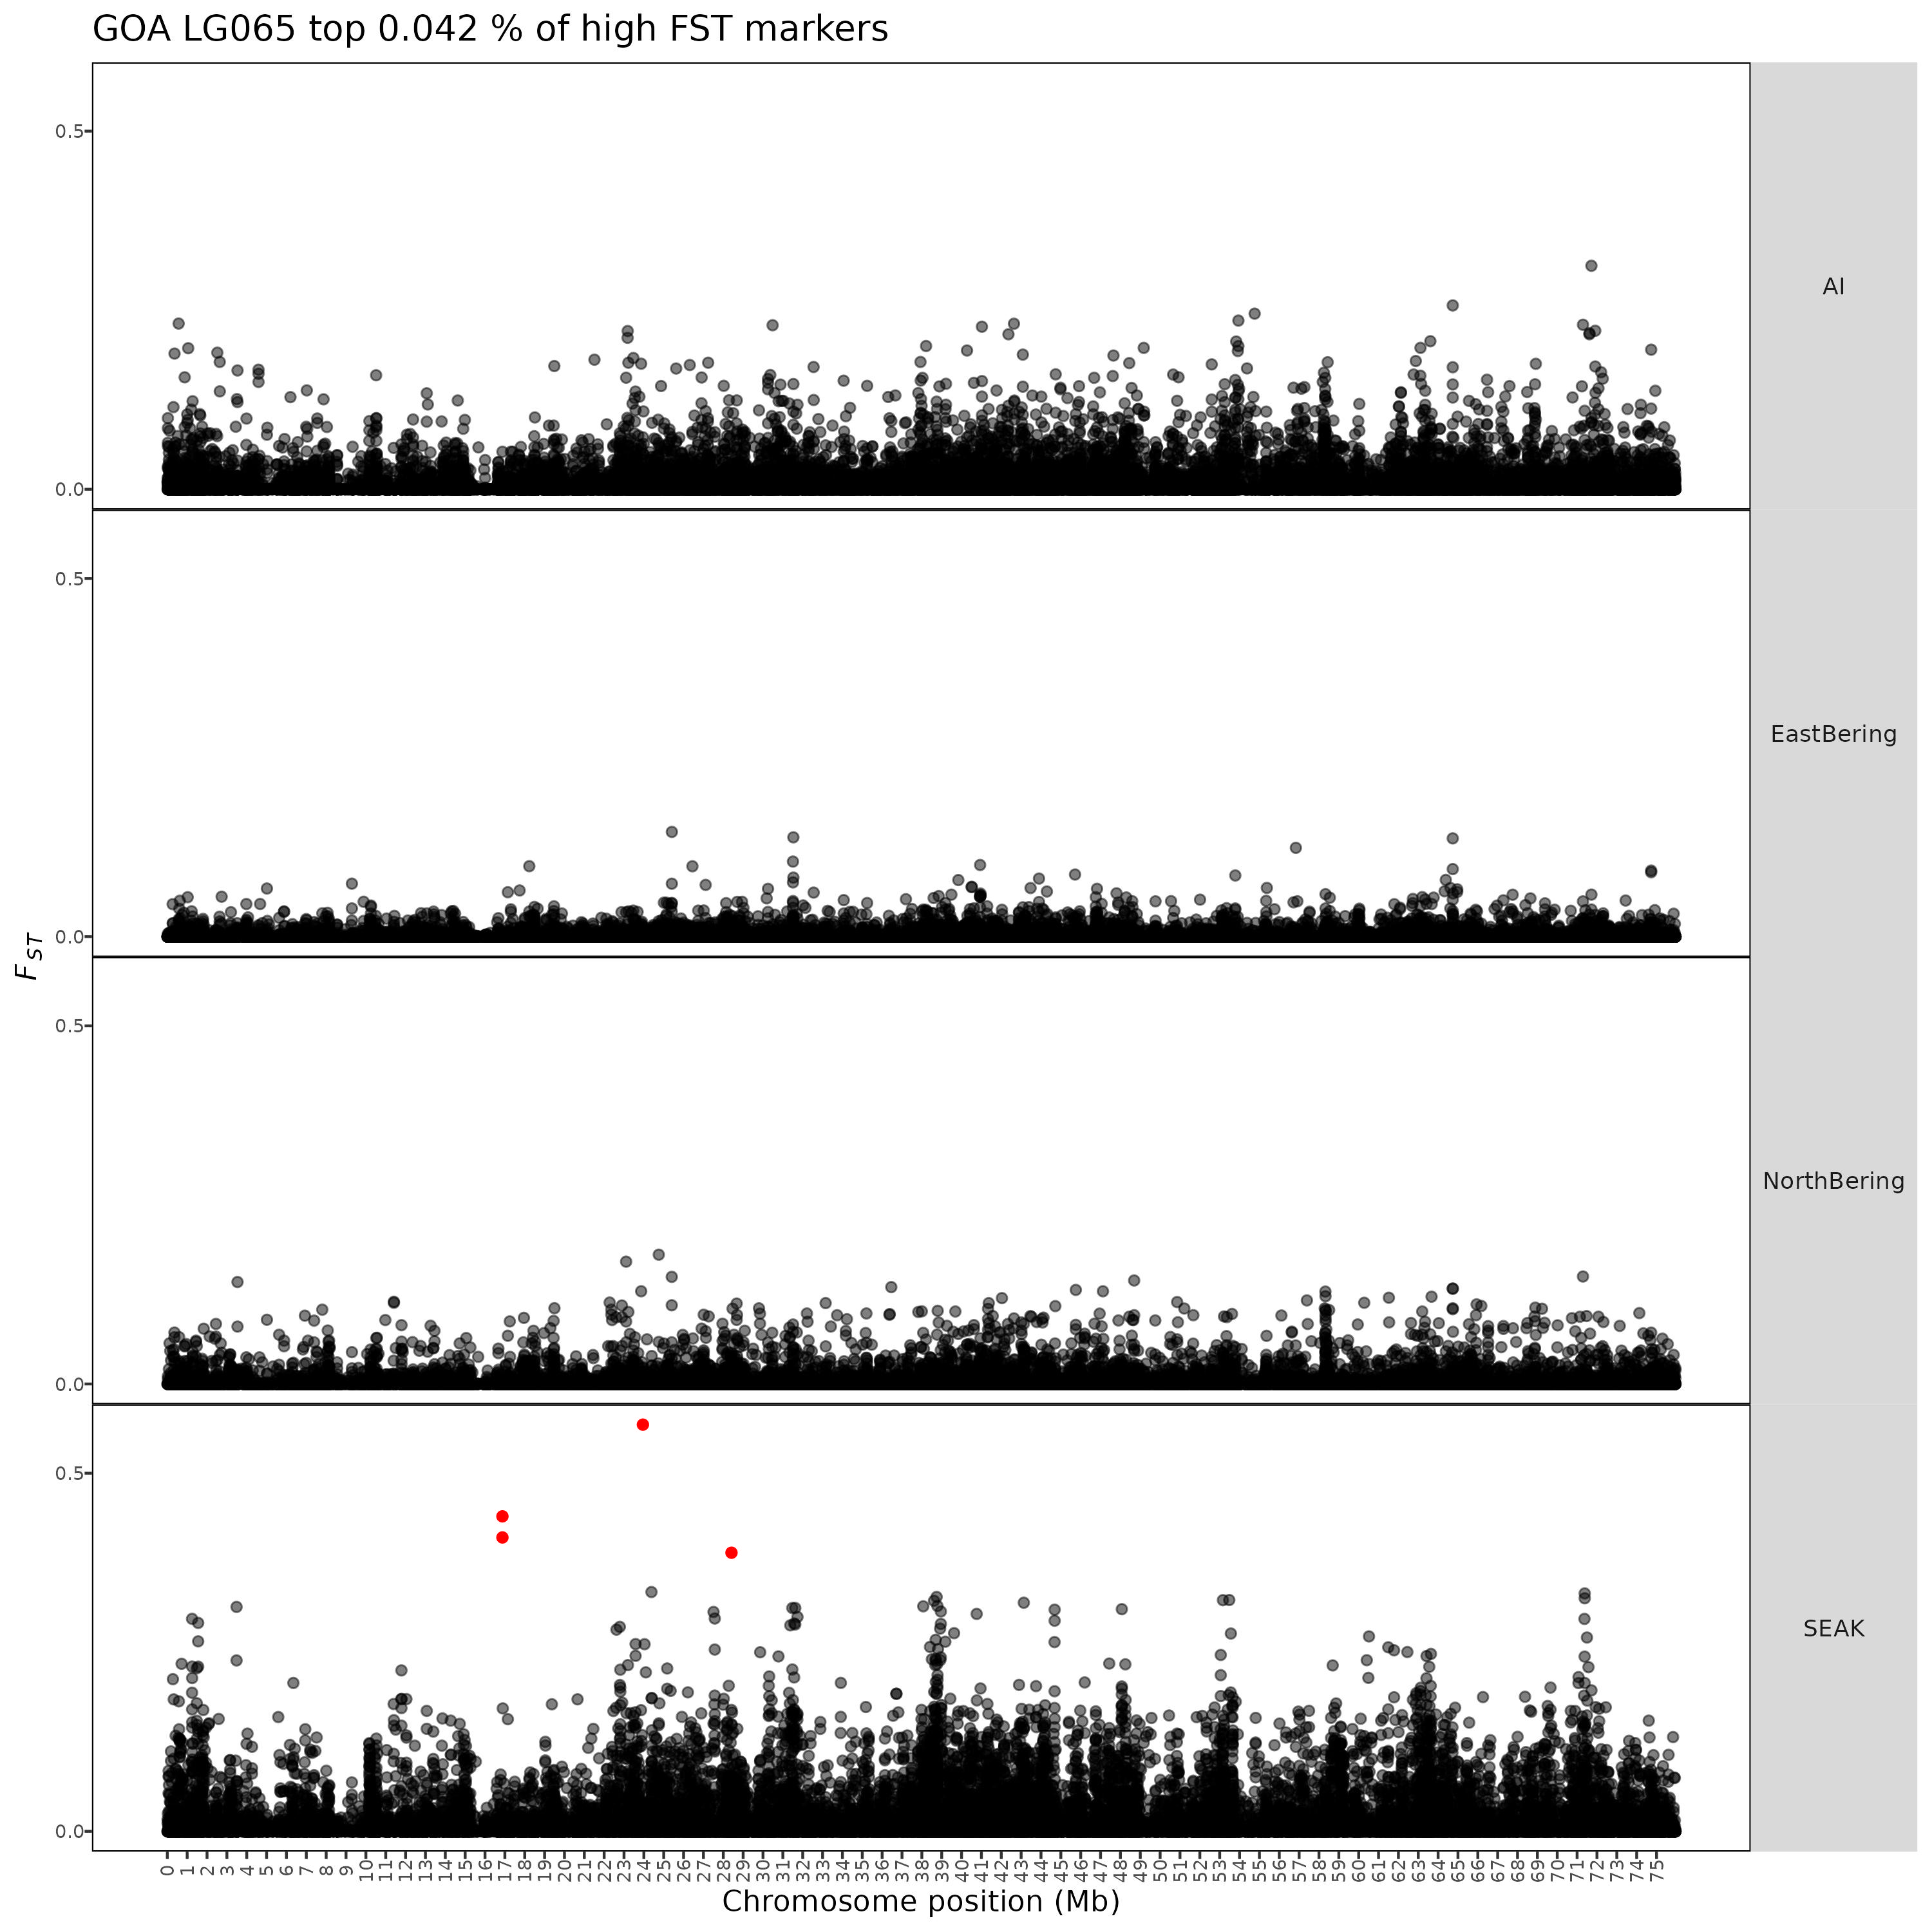 GOA LG065 top 0.042 % of high FST markers
0.5
0.0
AI
0.5
0.0
EastBering
FST
0.5
0.0
NorthBering
0.5
0.0
SEAK
0 1 2 3 4 5 6 7 8 9 10 11 12 13 14 15 16 17 18 19 20 21 22 23 24 25 26 27 28 29 30 31 32 33 34 35 36 37 38 39 40 41 42 43 44 45 46 47 48 49 50 51 52 53 54 55 56 57 58 59 60 61 62 63 64 65 66 67 68 69 70 71 72 73 74 75
Chromosome position (Mb)